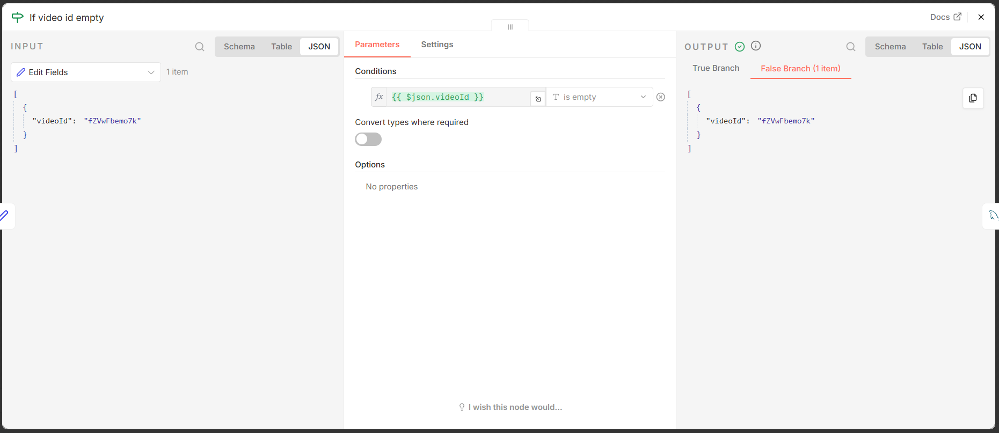 If video id empty
Docs
INPUT
Schema Table JSON
Edit Fields
1 item
[
{
"videoId": "fZVwFbemo7k"
}
]
Parameters Settings
Conditions
fx {{ $json.videoId }} T is empty
Convert types where required
Options
No properties
I wish this node would...
OUTPUT
Schema Table JSON
True Branch False Branch (1 item)
[
{
"videoId": "fZVwFbemo7k"
}
]